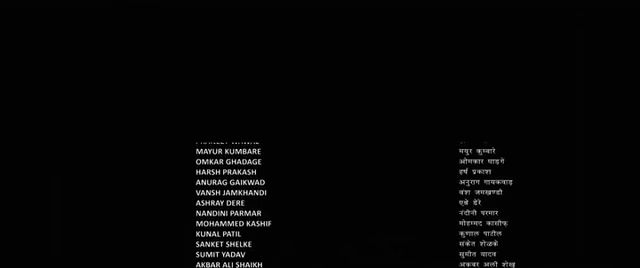 MAYUR KUMBARE मयुर कुम्बारे
OMKAR GHADAGE ओमकार घाडगे
HARSH PRAKASH हर्ष प्रकाश
ANURAG GAIKWAD अनुराग गायकवाड़
VANSH JAMKHANDI वंश जमखण्डी
ASHRAY DERE डेरे
NANDINI PARMAR नंदीनी परमार
MOHAMMED KASHIF मोहम्मद काशीफ
KUNAL PATIL कुणाल पाटील
SANKET SHELKE संकेत शेळके
SUMIT YADAV सुमीत यादव
AKBAR ALI SHAIKH अकबर अली शेख